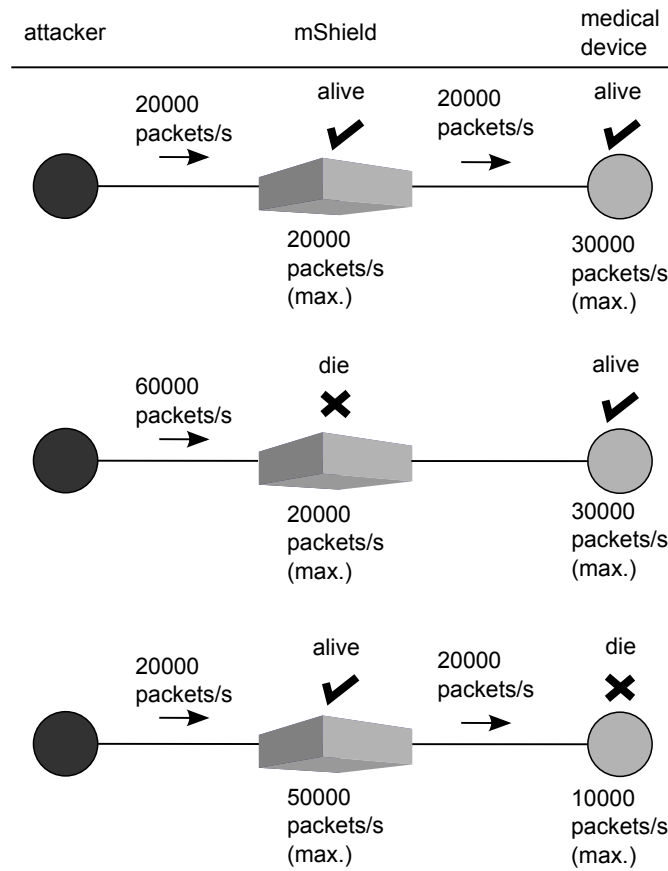 attacker
mShield
medical
device
20000
packets/s
alive
20000
packets/s
alive
20000
packets/s
(max.)
30000
packets/s
(max.)
60000
packets/s
die
alive
20000
packets/s
(max.)
30000
packets/s
(max.)
20000
packets/s
alive
20000
packets/s
die
50000
packets/s
(max.)
10000
packets/s
(max.)